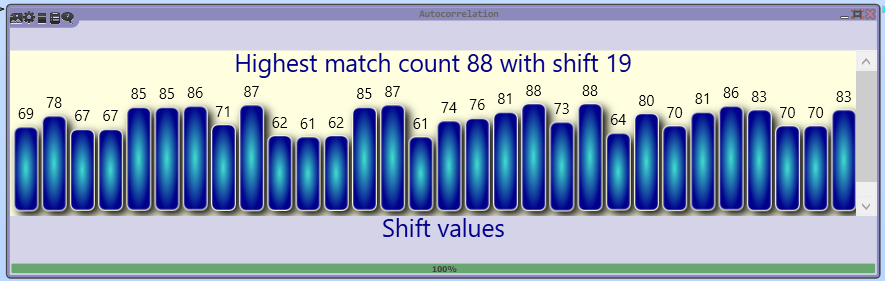 Autocorrelation
Highest match count 88 with shift 19
69 78 67 67 85 85 86 71 87 62 61 62 85 87 61 74 76 81 88 73 88 64 80 70 81 86 83 70 70 83
Shift values
100%